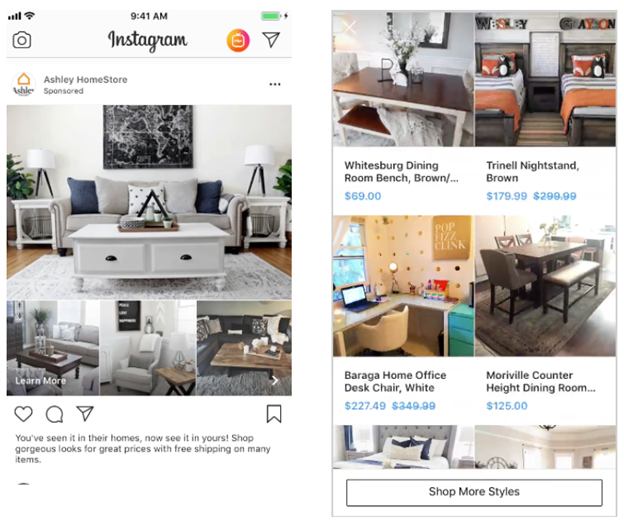 9:41 AM
Instagram
Ashley HomeStore
Sponsored
Ashley
Learn More
You've seen it in their homes, now see it in yours! Shop
gorgeous looks for great prices with free shipping on many
items.
WESLEY GRAYSON
Whitesburg Dining
Room Bench, Brown/...
$69.00
Trinell Nightstand,
Brown
$179.99 $299.99
POP
FIZZ
CLINK
Baraga Home Office
Desk Chair, White
$227.49 $349.99
Moriville Counter
Height Dining Room...
$125.00
Shop More Styles